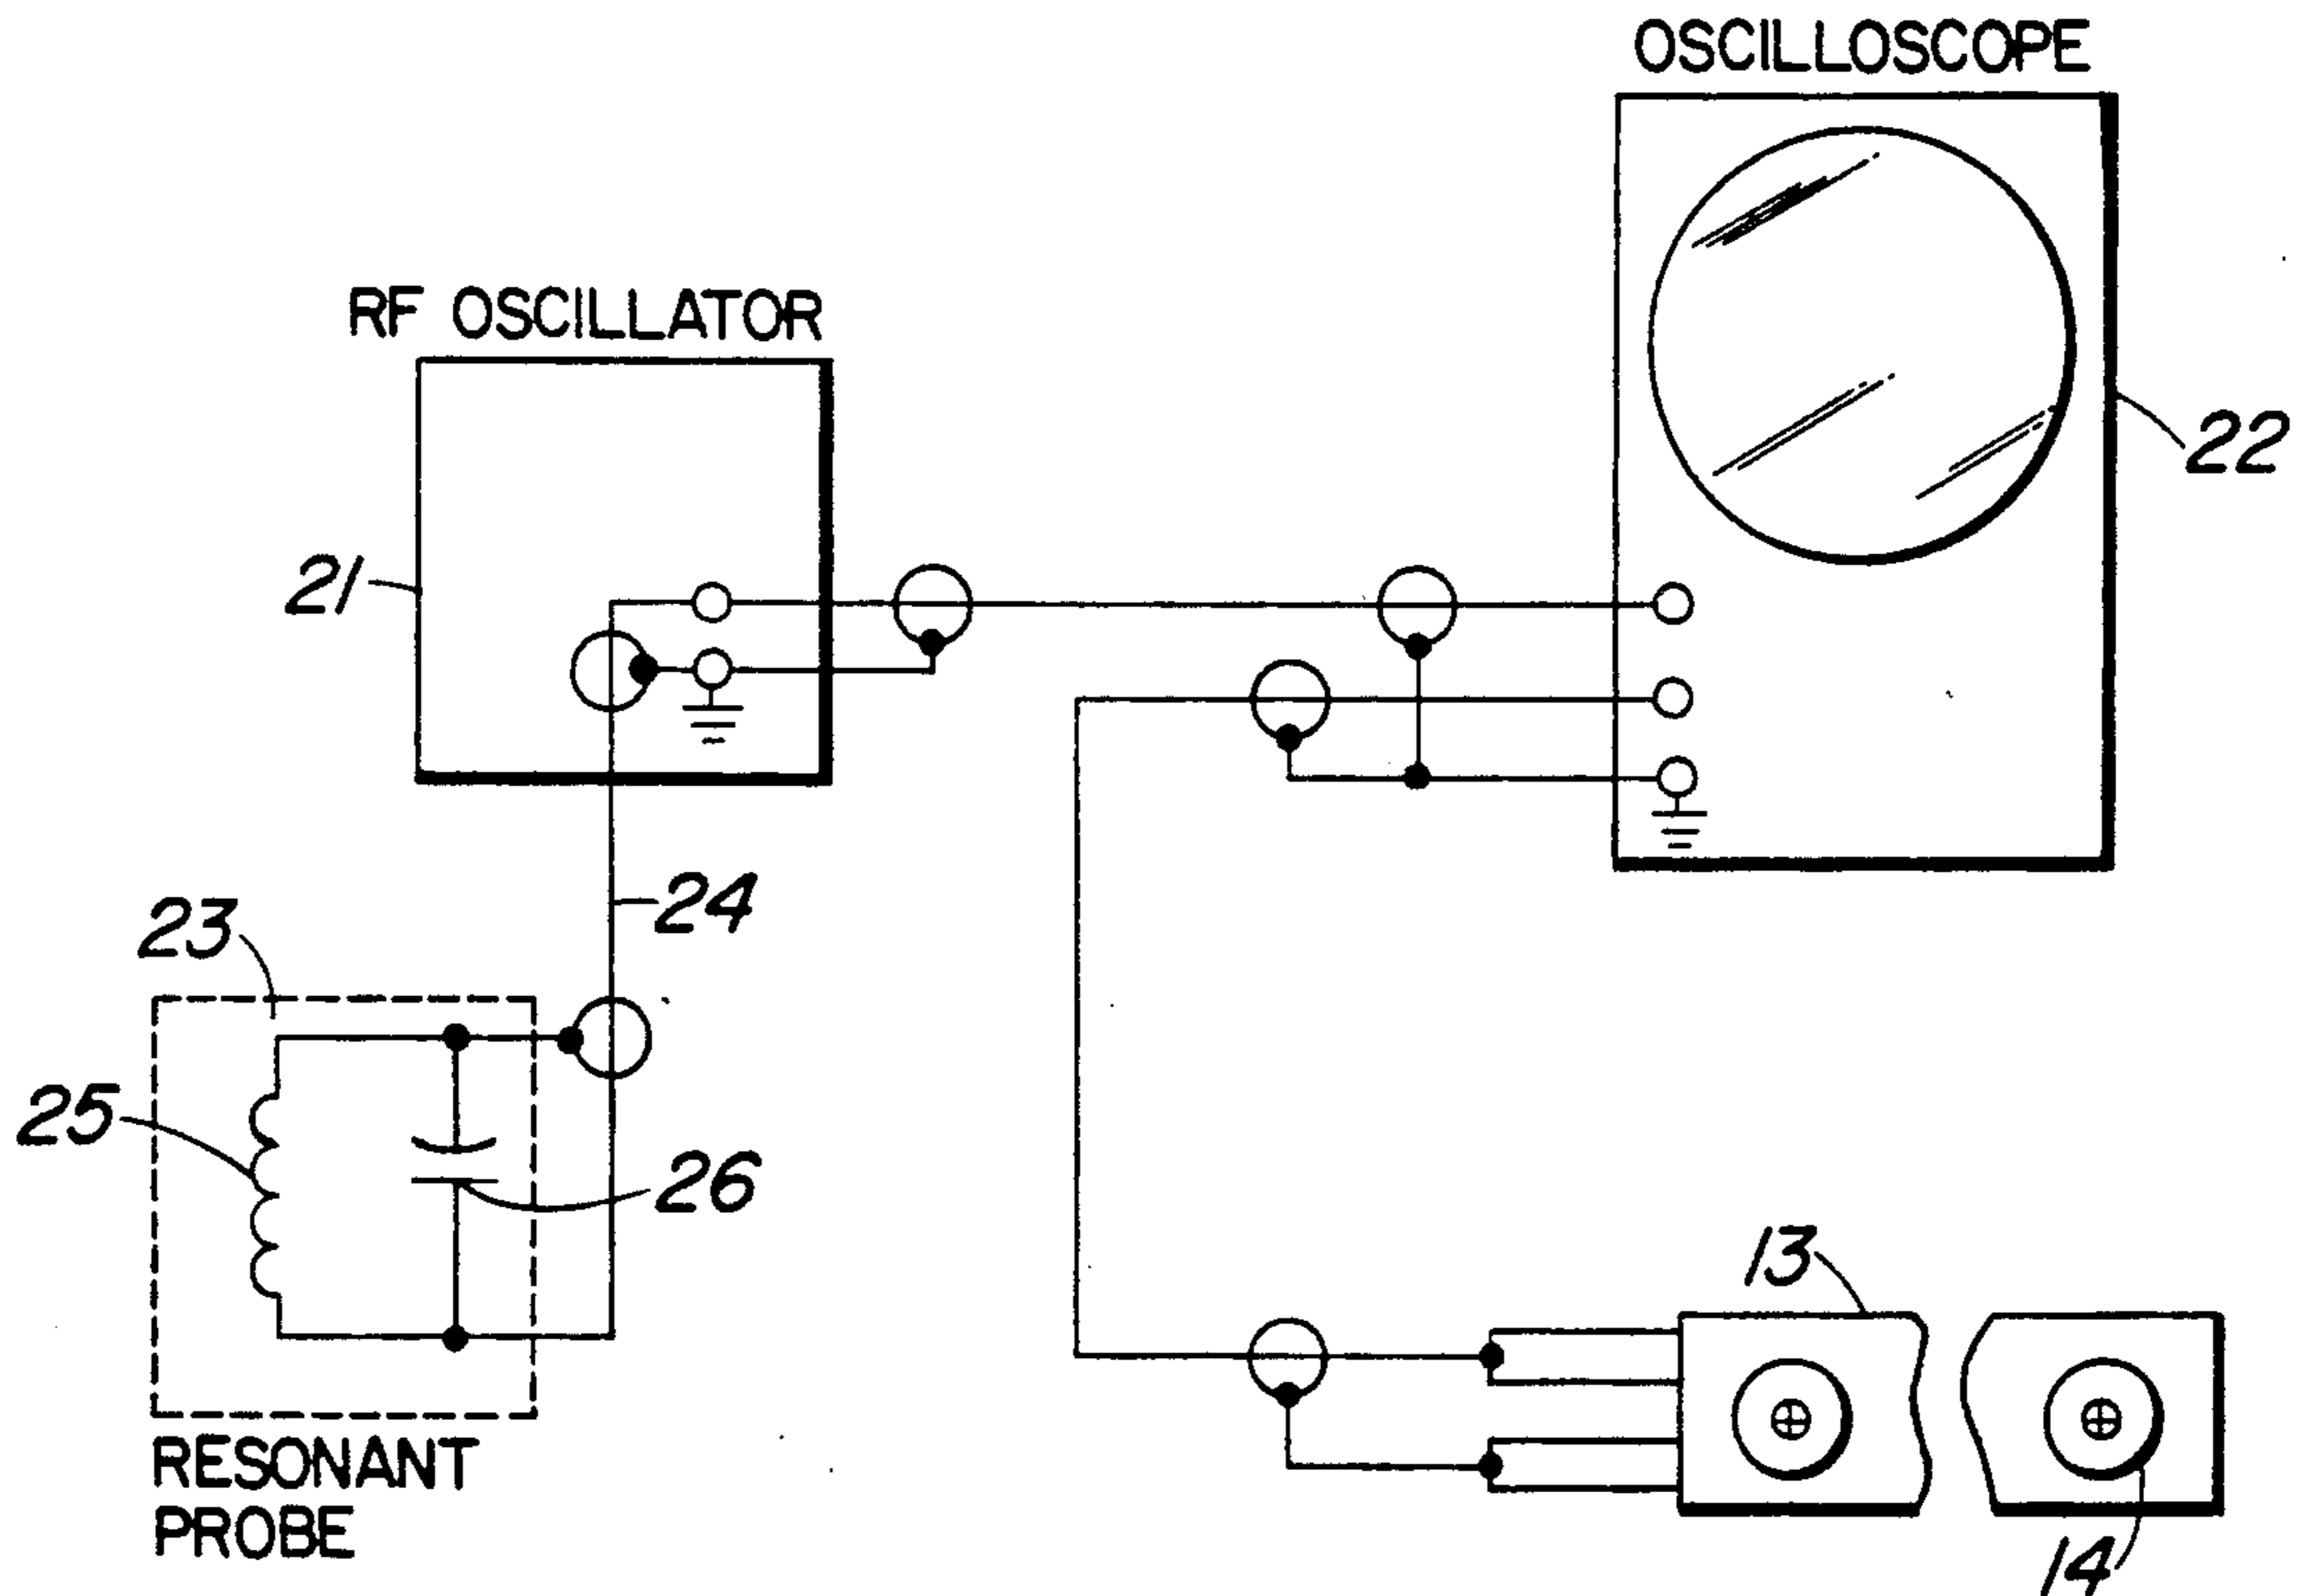 OSCILLOSCOPE
RF OSCILLATOR
22
21
24
23
25
26
13
RESONANT
PROBE
14